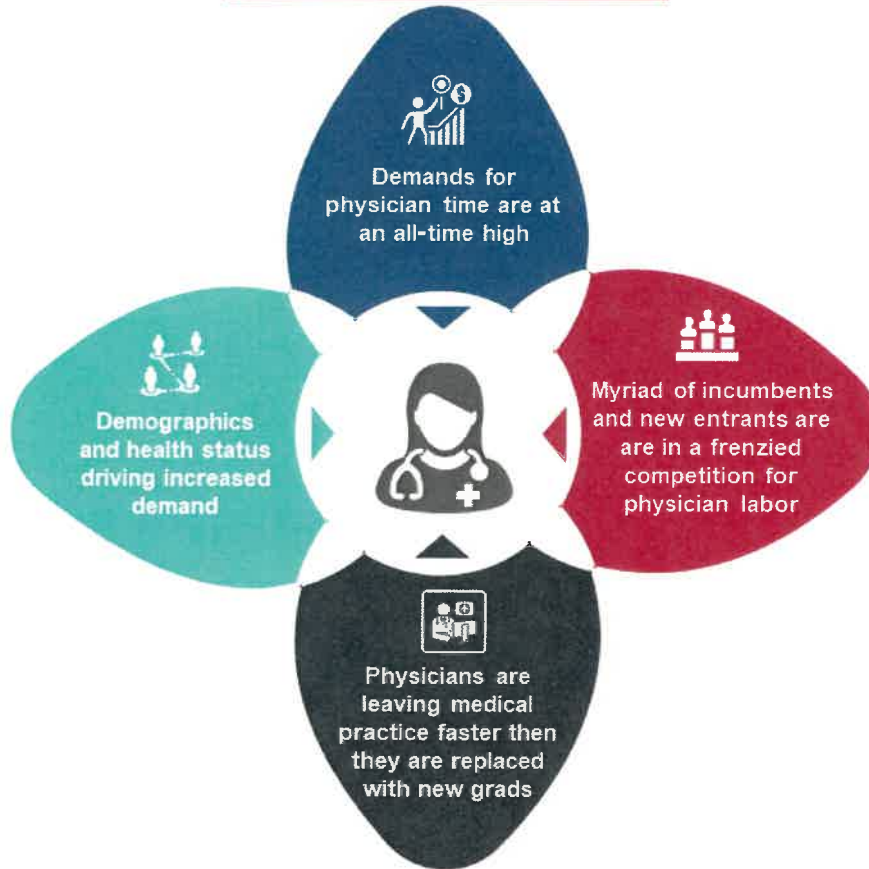 Demands for
physician time are at
an all-time high
Demographics
and health status
driving increased
demand
Myriad of incumbents
and new entrants are
are in a frenzied
competition for
physician labor
Physicians are
leaving medical
practice faster then
they are replaced
with new grads